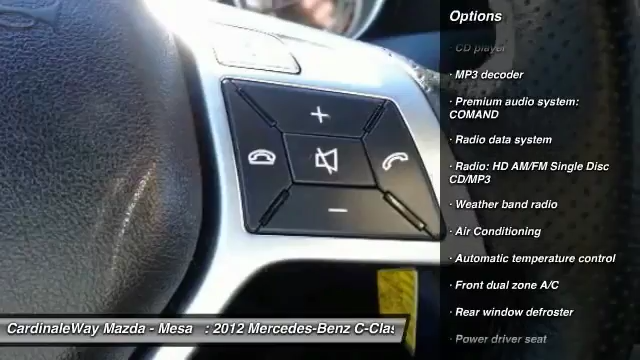 Options
· CD player
· MP3 decoder
· Premium audio system:
COMAND
· Radio data system
· Radio: HD AM/FM Single Disc
CD/MP3
· Weather band radio
· Air Conditioning
· Automatic temperature control
· Front dual zone A/C
· Rear window defroster
· Power driver seat
CardinaleWay Mazda - Mesa : 2012 Mercedes-Benz C-Clas